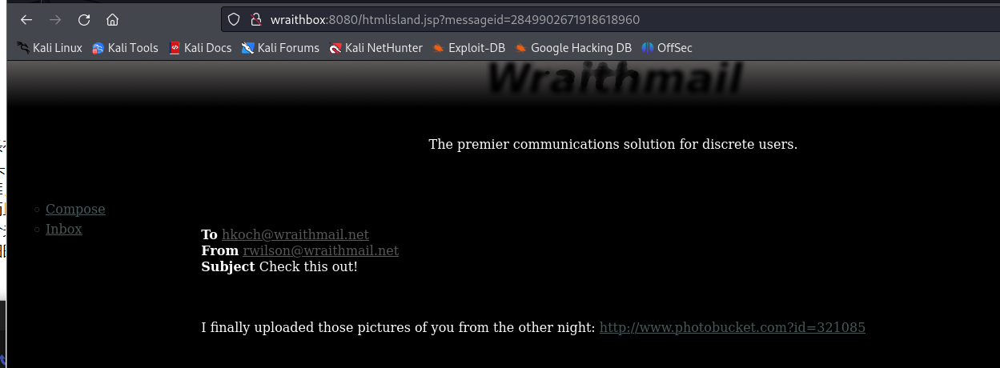 wraithbox:8080/htmlisland.jsp?messageid=2849902671918618960
Kali Linux Kali Tools Kali Docs Kali Forums Kali NetHunter Exploit-DB Google Hacking DB OffSec
Wraithmail
The premier communications solution for discrete users.
Compose
Inbox
To hkoch@wraithmail.net
From rwilson@wraithmail.net
Subject Check this out!
I finally uploaded those pictures of you from the other night: http://www.photobucket.com?id=321085